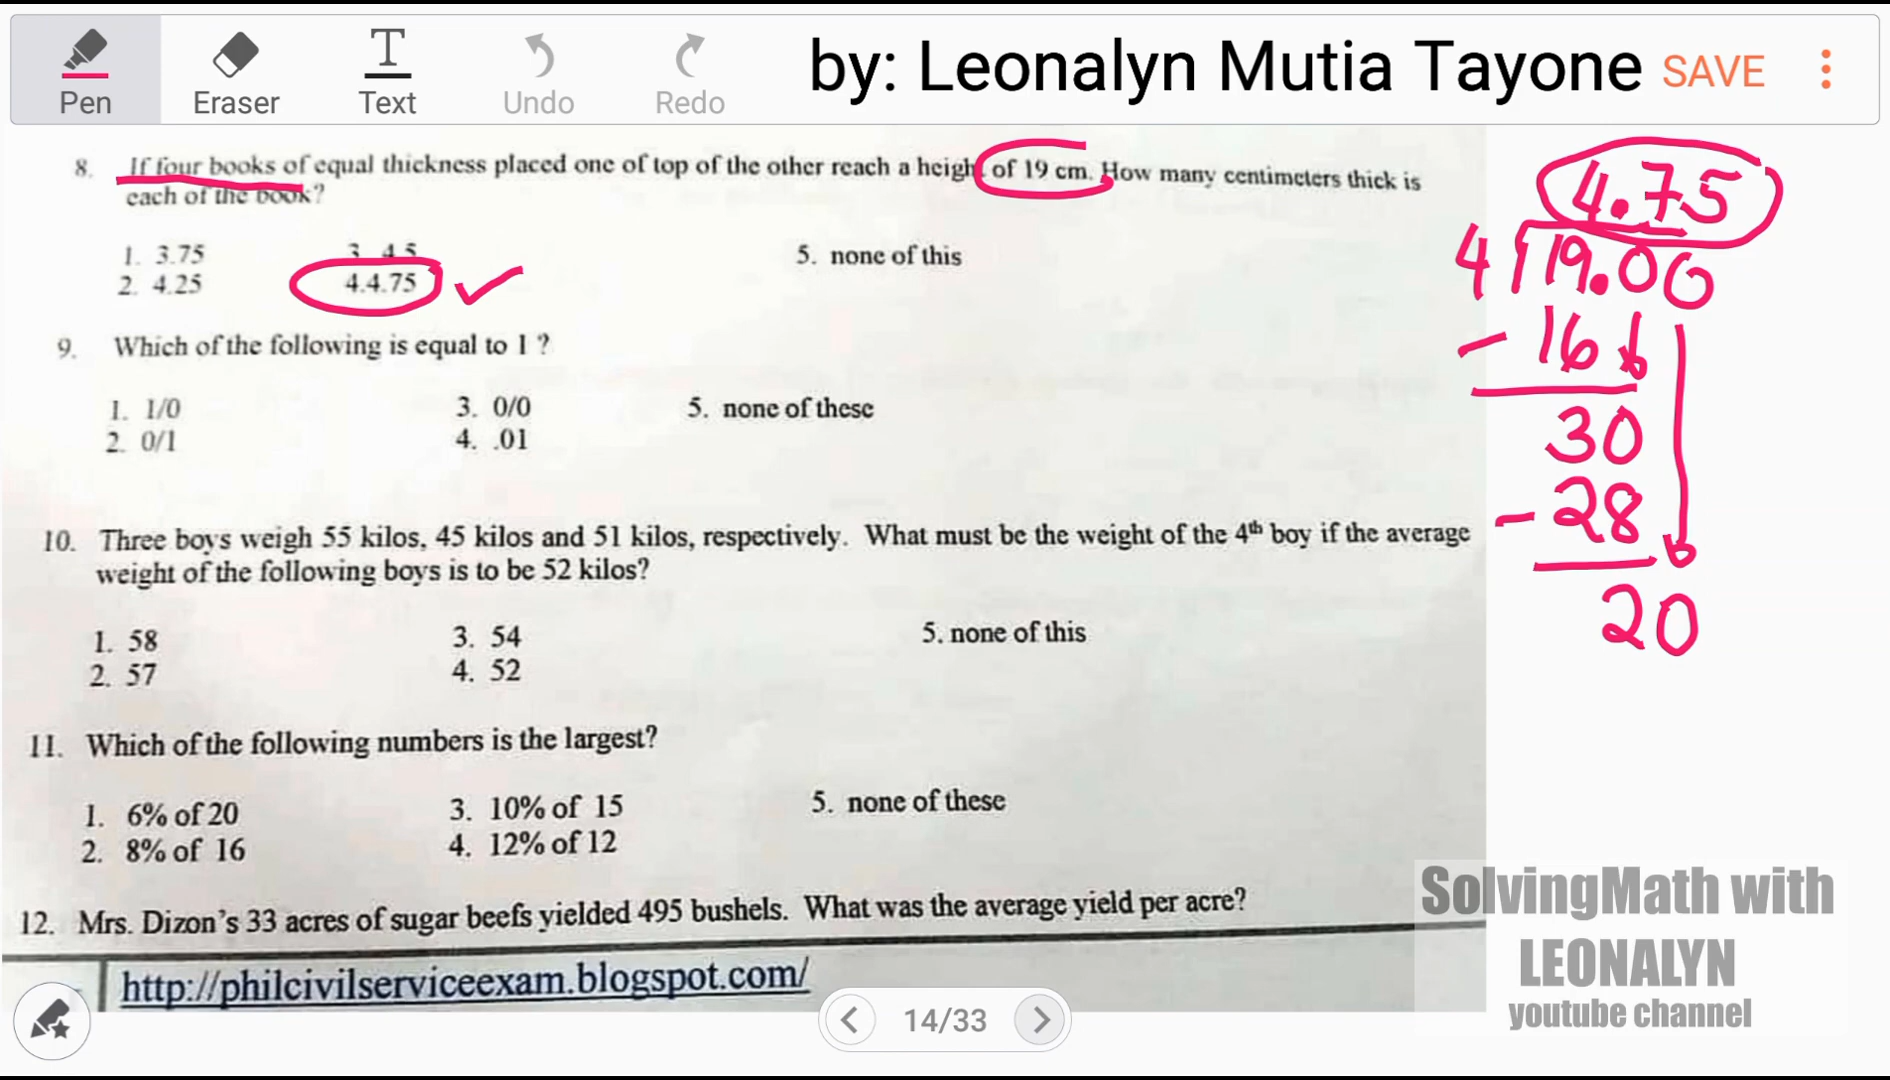 Pen
Eraser
T
Text
Undo
Redo
by: Leonalyn Mutia Tayone
SAVE
8. If four books of equal thickness placed one of top of the other reach a height of 19 cm. How many centimeters thick is
each of the book?
1. 3.75
2. 4.25
3. 4.5
4.4.75
5. none of this
9. Which of the following is equal to 1 ?
1. 1/0
2. 0/1
3. 0/0
4. .01
5. none of these
10. Three boys weigh 55 kilos, 45 kilos and 51 kilos, respectively. What must be the weight of the 4th boy if the average
weight of the following boys is to be 52 kilos?
1. 58
2. 57
3. 54
4. 52
5. none of this
11. Which of the following numbers is the largest?
1. 6% of 20
2. 8% of 16
3. 10% of 15
4. 12% of 12
5. none of these
12. Mrs. Dizon's 33 acres of sugar beefs yielded 495 bushels. What was the average yield per acre?
http://philcivilserviceexam.blogspot.com/
14/33
4.75
4 19.00
- 16
30
- 28
20
SolvingMath with
LEONALYN
youtube channel